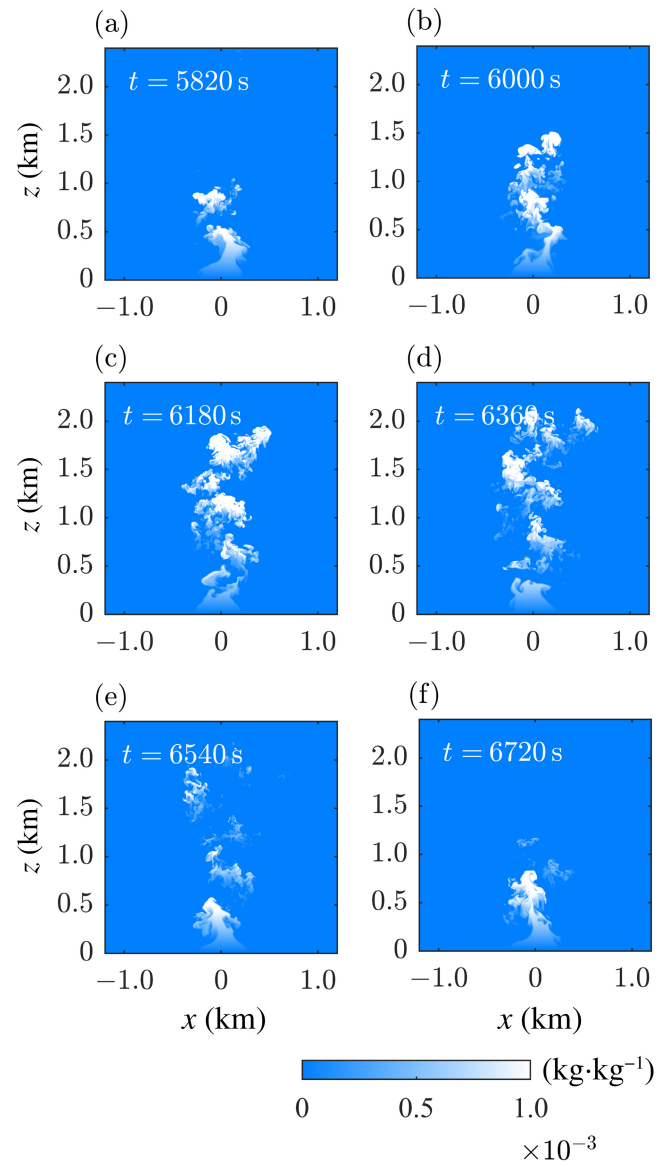 (a) (b)
t = 5820 s
t = 6000 s
z (km)
2.0 2.0
1.5 1.5
1.0 1.0
0.5 0.5
0 0
−1.0 0 1.0 −1.0 0 1.0
(c) (d)
t = 6180 s
t = 6360 s
z (km)
2.0 2.0
1.5 1.5
1.0 1.0
0.5 0.5
0 0
−1.0 0 1.0 −1.0 0 1.0
(e) (f)
t = 6540 s
t = 6720 s
z (km)
2.0 2.0
1.5 1.5
1.0 1.0
0.5 0.5
0 0
−1.0 0 1.0 −1.0 0 1.0
x (km) x (km)
(kg·kg⁻¹)
0 0.5 1.0
×10⁻³